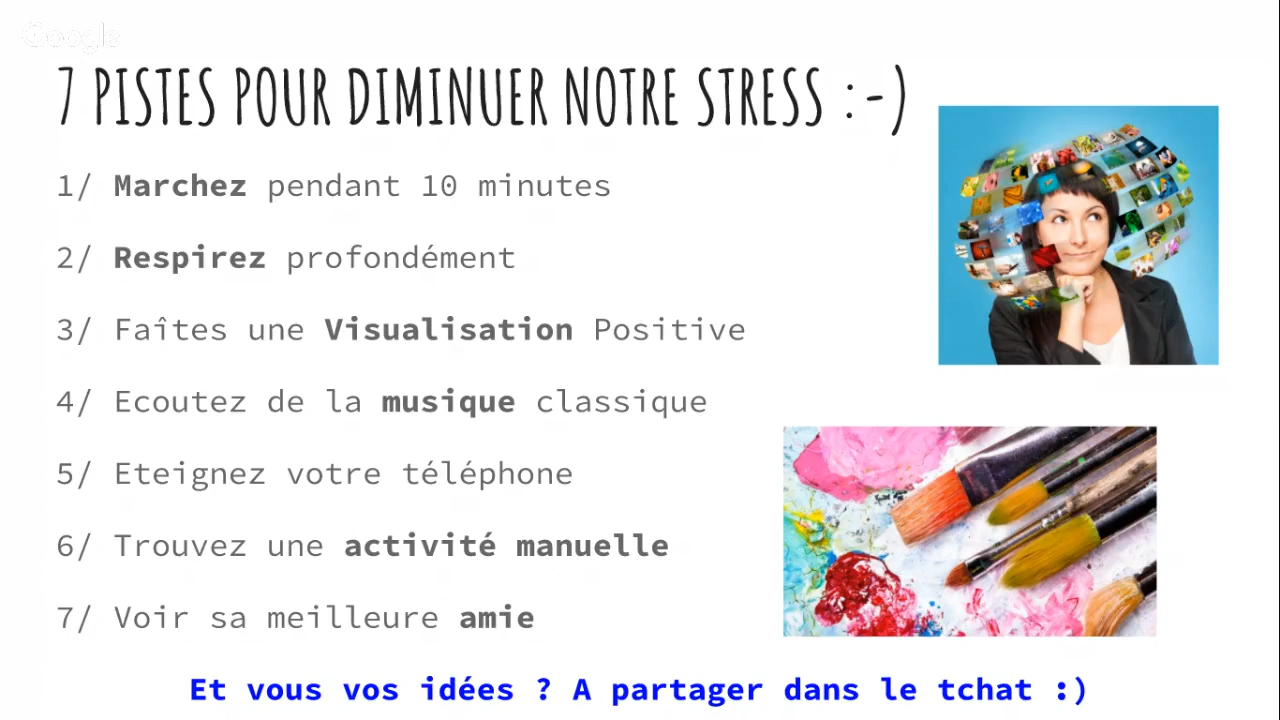 Google
7 PISTES POUR DIMINUER NOTRE STRESS :-)
1/ Marchez pendant 10 minutes
2/ Respirez profondément
3/ Faîtes une Visualisation Positive
4/ Ecoutez de la musique classique
5/ Eteignez votre téléphone
6/ Trouvez une activité manuelle
7/ Voir sa meilleure amie
Et vous vos idées ? A partager dans le tchat :)